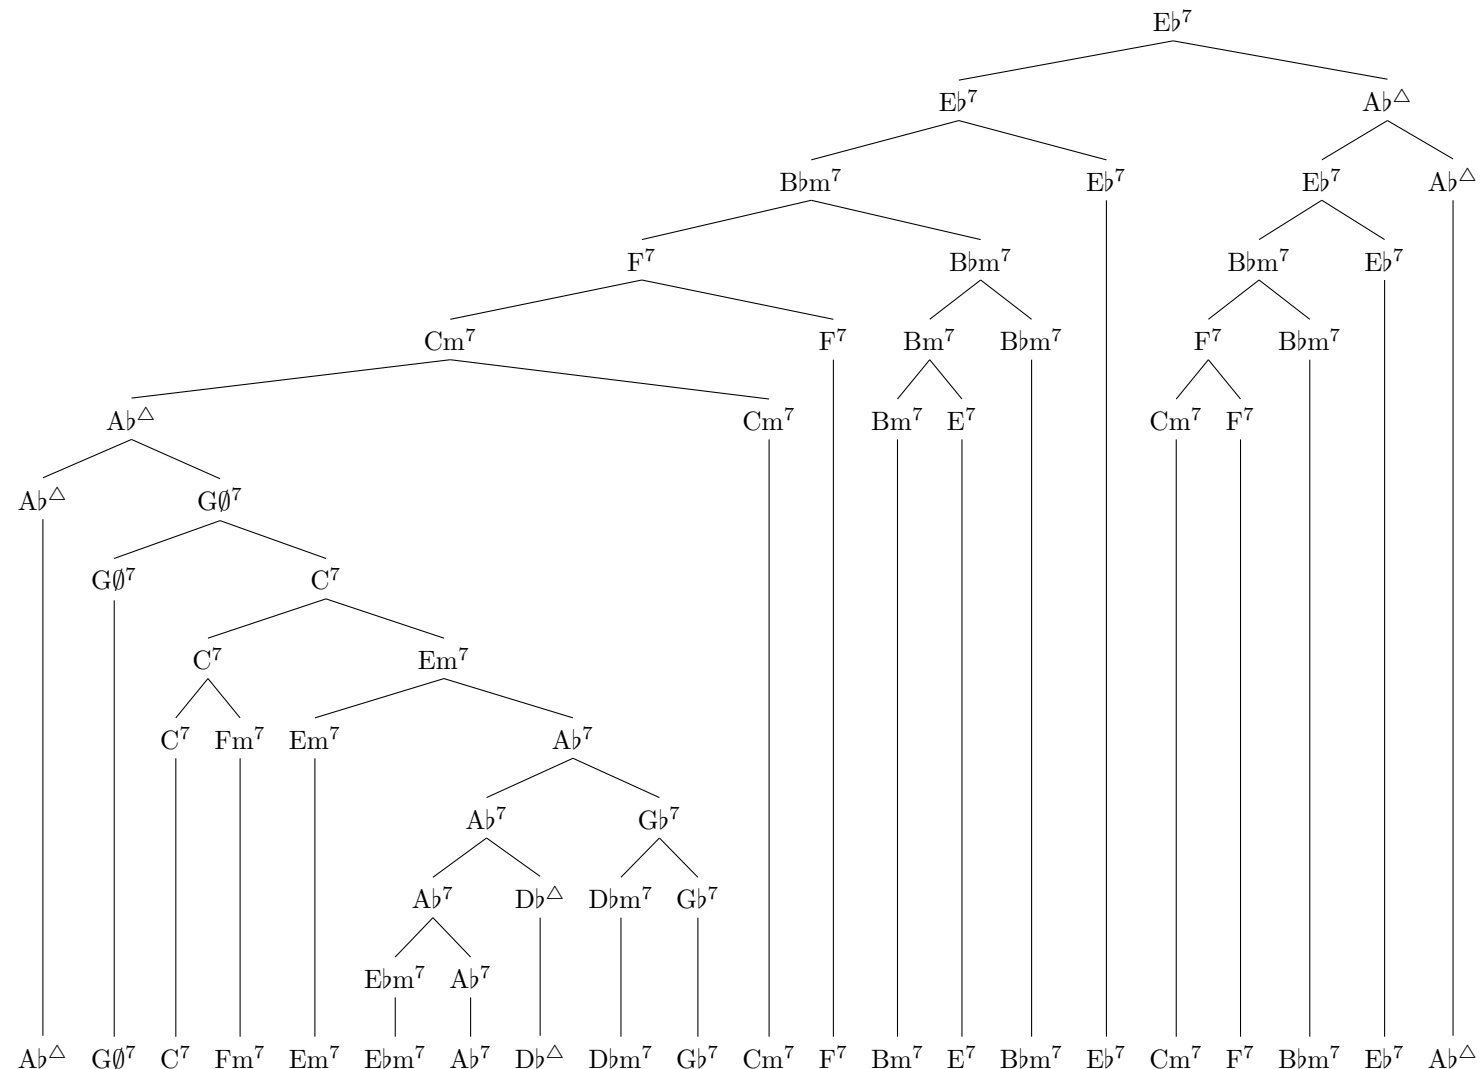 E♭⁷
E♭⁷ A♭△
B♭m⁷ E♭⁷ E♭⁷ A♭△
F⁷ B♭m⁷ B♭m⁷ E♭⁷
Cm⁷ F⁷ Bm⁷ B♭m⁷ F⁷ B♭m⁷
A♭△ Cm⁷ Bm⁷ E⁷ Cm⁷ F⁷
A♭△ G∅⁷
G∅⁷ C⁷
C⁷ Em⁷
C⁷ Fm⁷ Em⁷ A♭⁷
A♭⁷ G♭⁷
A♭⁷ D♭△ D♭m⁷ G♭⁷
E♭m⁷ A♭⁷
A♭△ G∅⁷ C⁷ Fm⁷ Em⁷ E♭m⁷ A♭⁷ D♭△ D♭m⁷ G♭⁷ Cm⁷ F⁷ Bm⁷ E⁷ B♭m⁷ E♭⁷ Cm⁷ F⁷ B♭m⁷ E♭⁷ A♭△